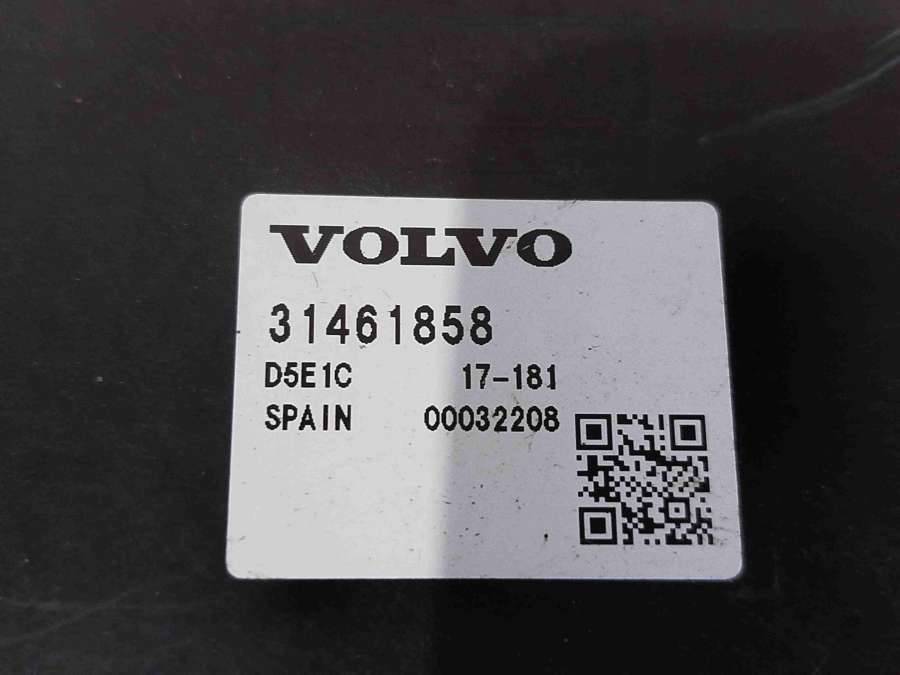 VOLVO
31461858
D5E1C 17-181
SPAIN 00032208